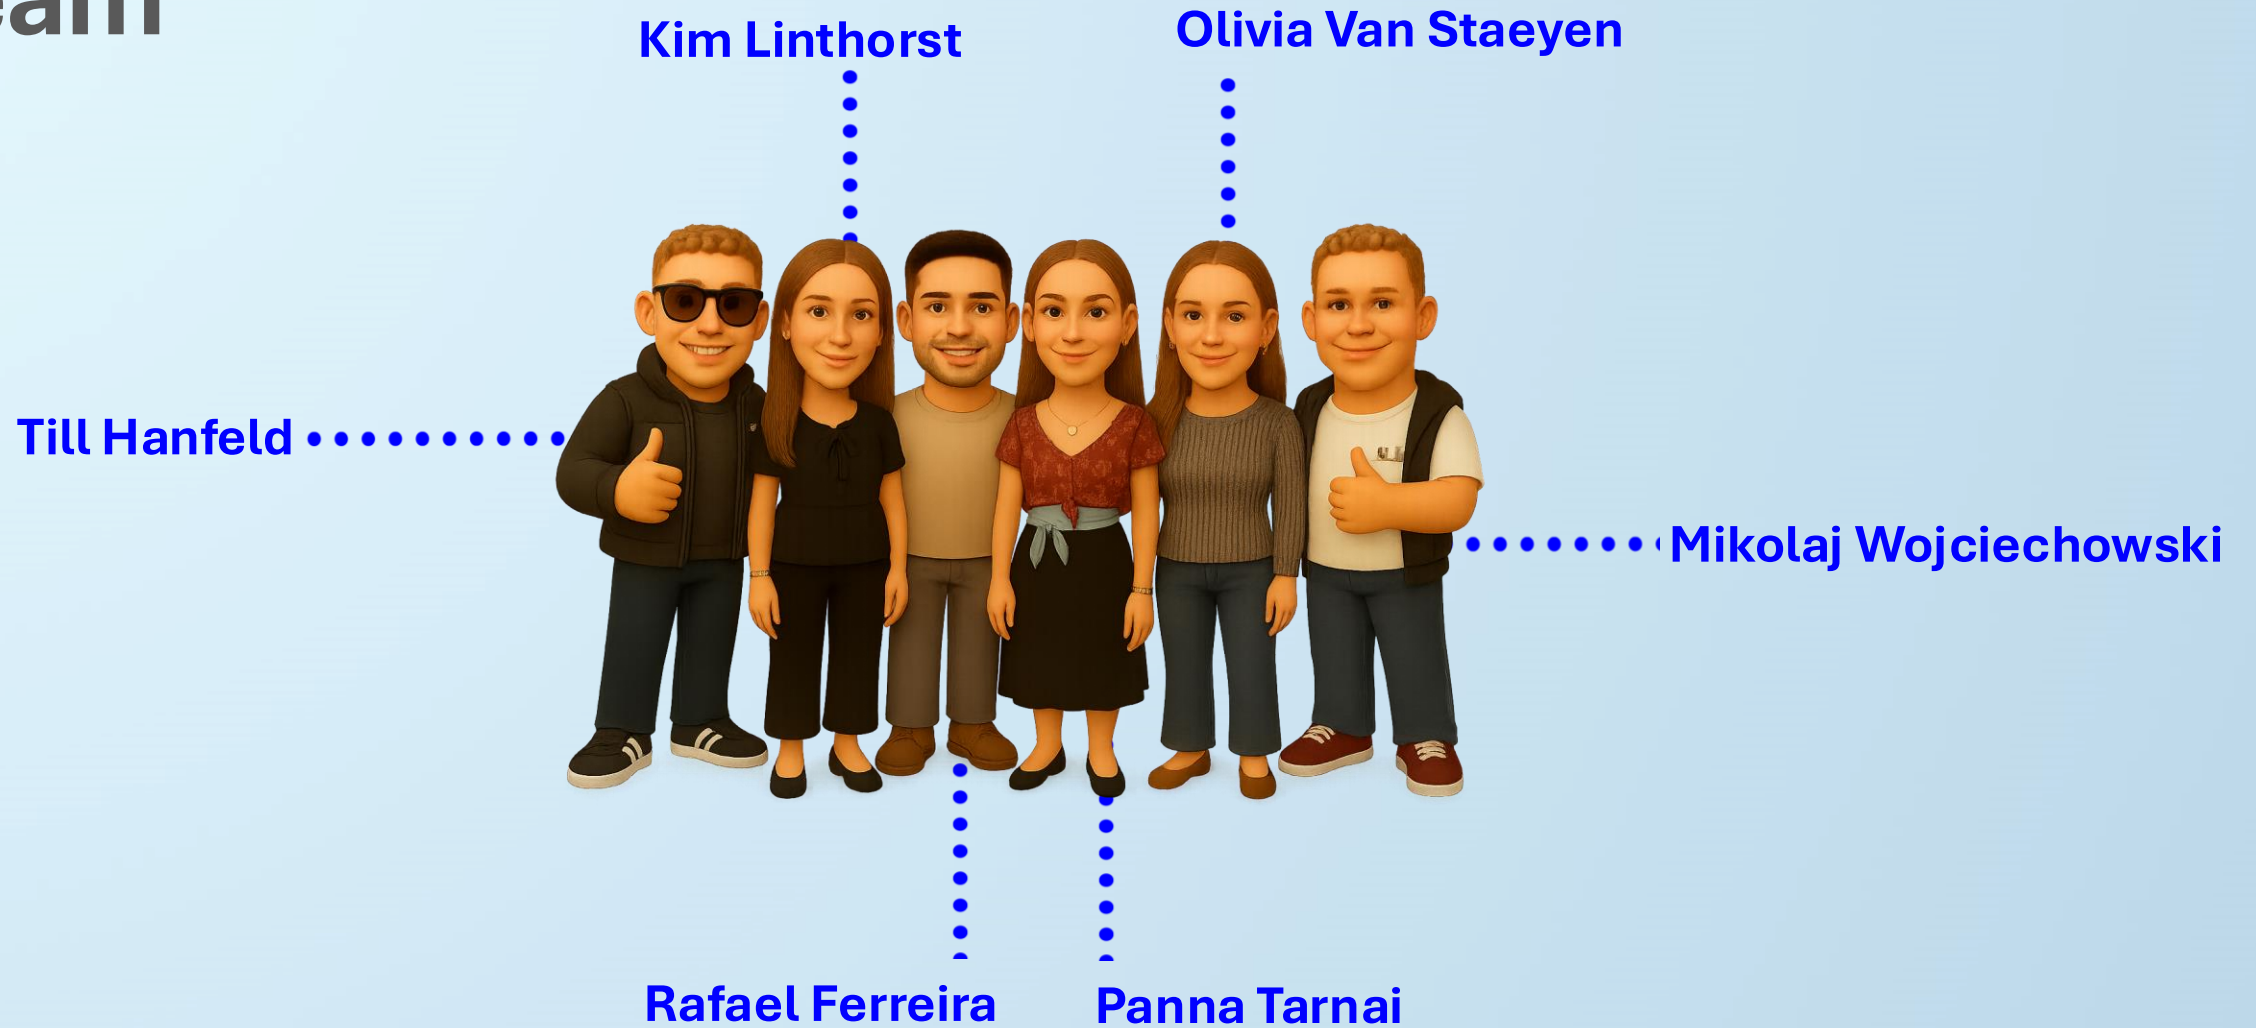 Kim Linthorst
Olivia Van Staeyen
Till Hanfeld
Mikolaj Wojciechowski
Rafael Ferreira
Panna Tarnai